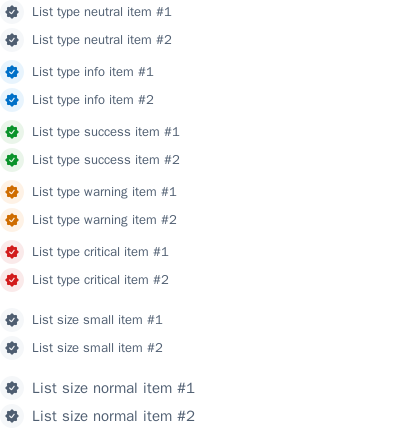 List type neutral item #1
List type neutral item #2
List type info item #1
List type info item #2
List type success item #1
List type success item #2
List type warning item #1
List type warning item #2
List type critical item #1
List type critical item #2
List size small item #1
List size small item #2
List size normal item #1
List size normal item #2